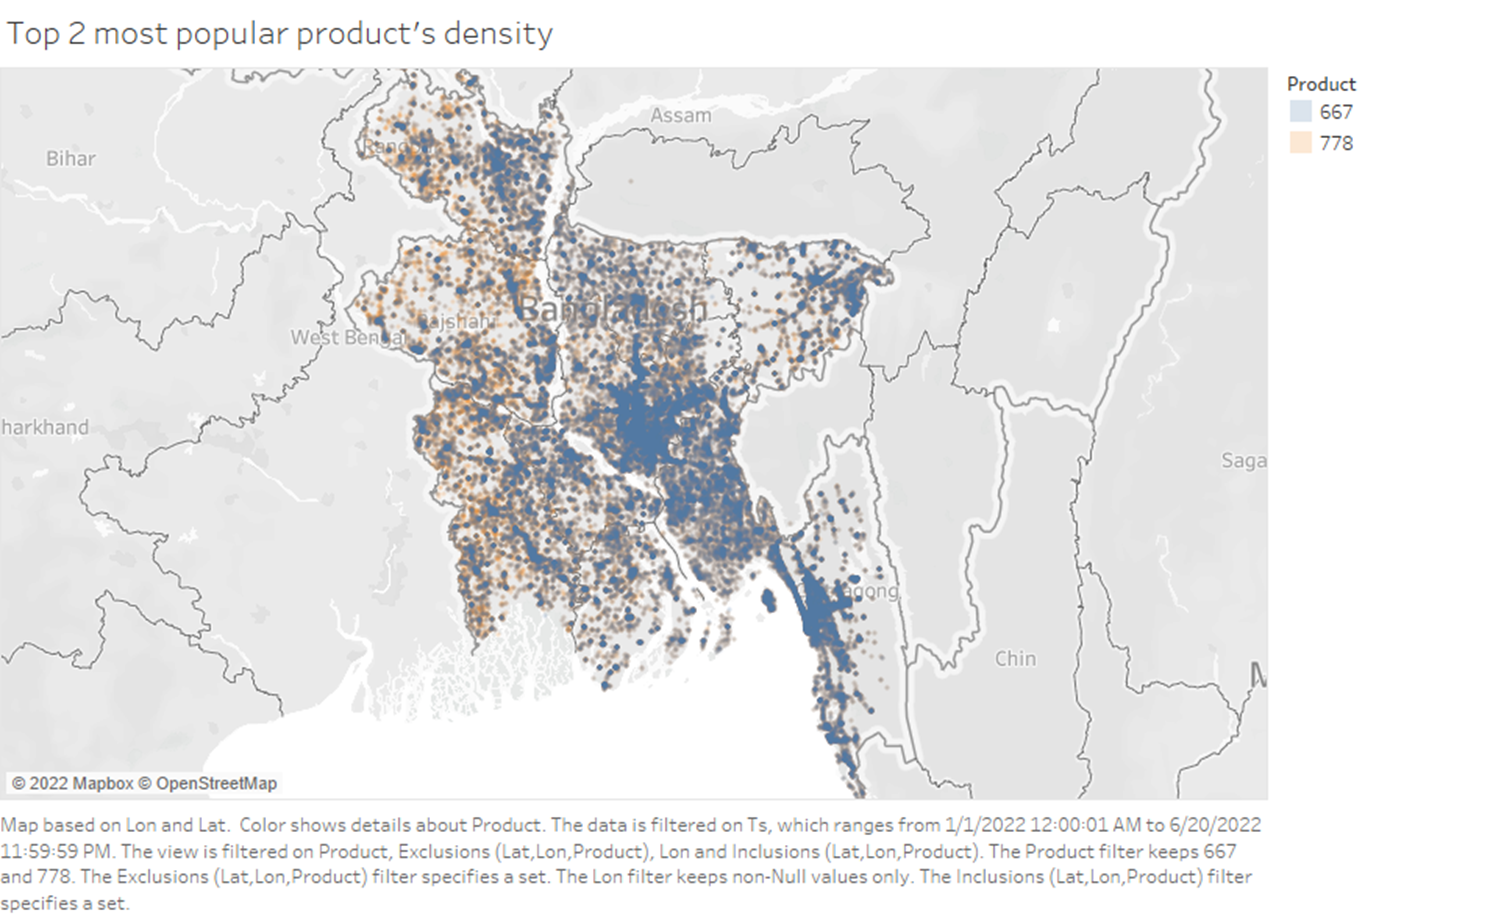 Top 2 most popular product's density
Product
667
778
Assam
Bihar
Bangladesh
Rajshahi
West Bengal
harkhand
Saga
Chin
M
© 2022 Mapbox © OpenStreetMap
Map based on Lon and Lat. Color shows details about Product. The data is filtered on Ts, which ranges from 1/1/2022 12:00:01 AM to 6/20/2022
11:59:59 PM. The view is filtered on Product, Exclusions (Lat,Lon,Product), Lon and Inclusions (Lat,Lon,Product). The Product filter keeps 667
and 778. The Exclusions (Lat,Lon,Product) filter specifies a set. The Lon filter keeps non-Null values only. The Inclusions (Lat,Lon,Product) filter
specifies a set.